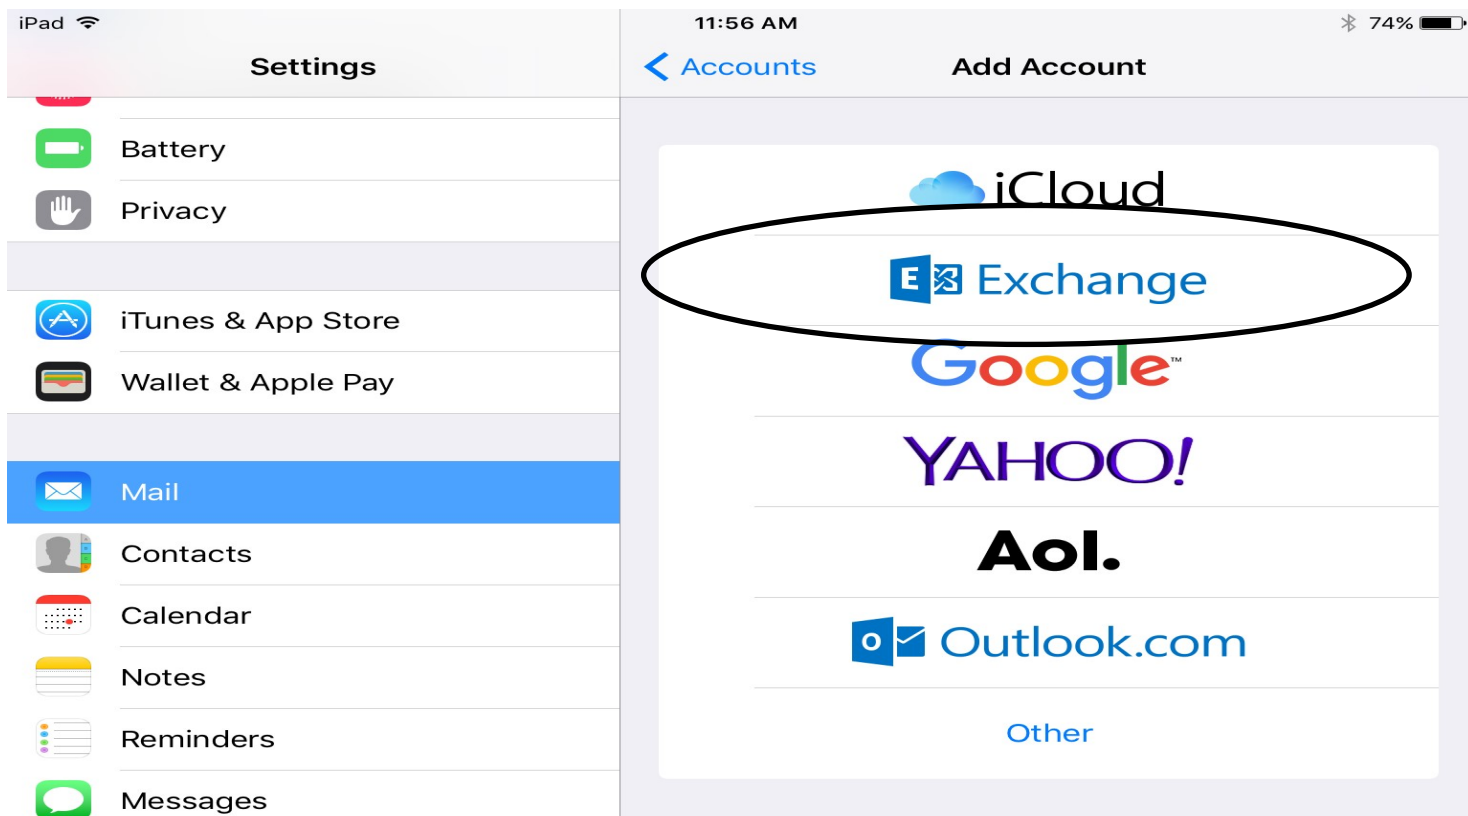 iPad 11:56 AM 74%
Settings
Accounts Add Account
Battery
Privacy
iTunes & App Store
Wallet & Apple Pay
Mail
Contacts
Calendar
Notes
Reminders
Messages
iCloud
E Exchange
Google™
YAHOO!
Aol.
o Outlook.com
Other